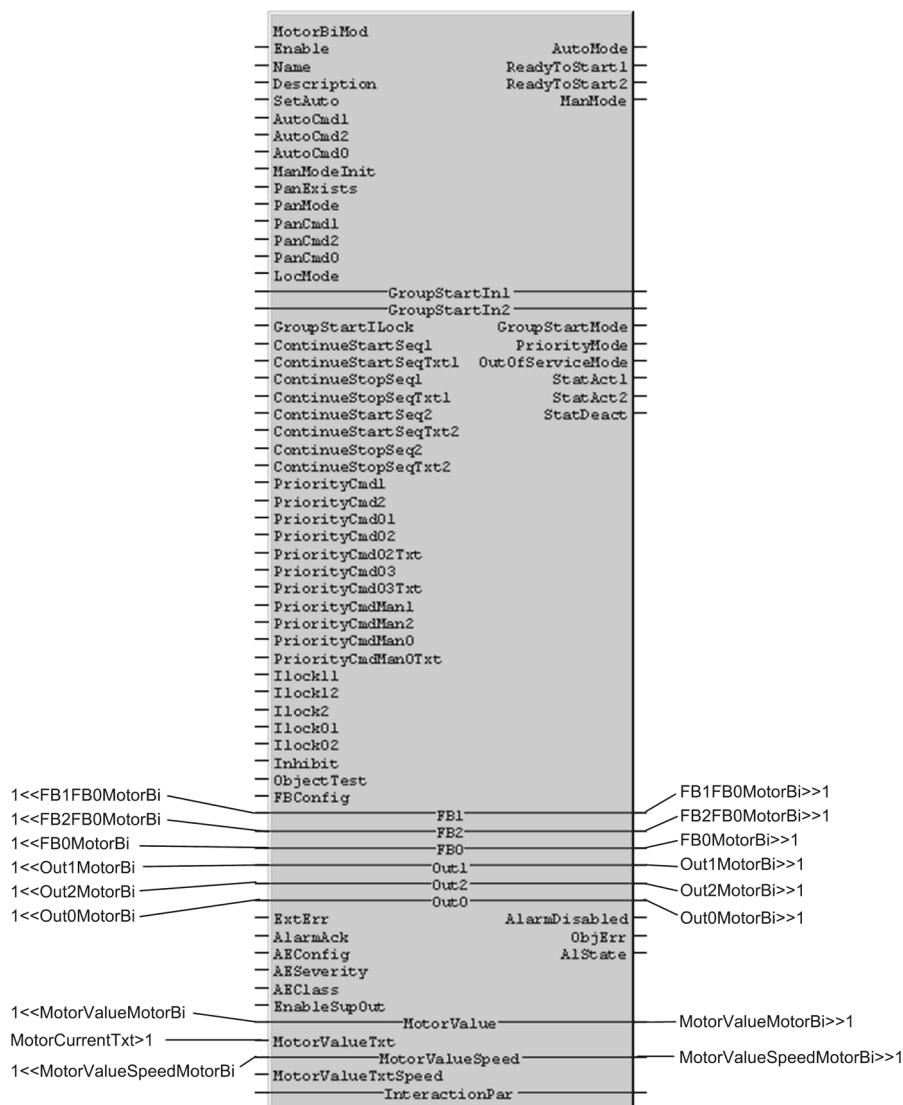 MotorBiMod
Enable AutoMode
Name ReadyToStart1
Description ReadyToStart2
SetAuto ManMode
AutoCmd1
AutoCmd2
AutoCmd0
ManModeInit
PanExists
PanMode
PanCmd1
PanCmd2
PanCmd0
LocMode
GroupStartIn1
GroupStartIn2
GroupStartILock GroupStartMode
ContinueStartSeq1 PriorityMode
ContinueStartSeqTxt1 OutOfServiceMode
ContinueStopSeq1 StatAct1
ContinueStopSeqTxt1 StatAct2
ContinueStartSeq2 StatDeact
ContinueStartSeqTxt2
ContinueStopSeq2
ContinueStopSeqTxt2
PriorityCmd1
PriorityCmd2
PriorityCmd01
PriorityCmd02
PriorityCmd02Txt
PriorityCmd03
PriorityCmd03Txt
PriorityCmdMan1
PriorityCmdMan2
PriorityCmdMan0
PriorityCmdMan0Txt
Ilock11
Ilock12
Ilock2
Ilock01
Ilock02
Inhibit
ObjectTest
FBConfig
1<<FB1FB0MotorBi FB1 FB1FB0MotorBi>>1
1<<FB2FB0MotorBi FB2 FB2FB0MotorBi>>1
1<<FB0MotorBi FB0 FB0MotorBi>>1
1<<Out1MotorBi Out1 Out1MotorBi>>1
1<<Out2MotorBi Out2 Out2MotorBi>>1
1<<Out0MotorBi Out0 Out0MotorBi>>1
ExtErr AlarmDisabled
AlarmAck ObjErr
AEConfig AlState
AESeverity
AEClass
EnableSupOut
1<<MotorValueMotorBi MotorValue MotorValueMotorBi>>1
MotorCurrentTxt>1 MotorValueTxt
1<<MotorValueSpeedMotorBi MotorValueSpeed MotorValueSpeedMotorBi>>1
MotorValueTxtSpeed
InteractionPar